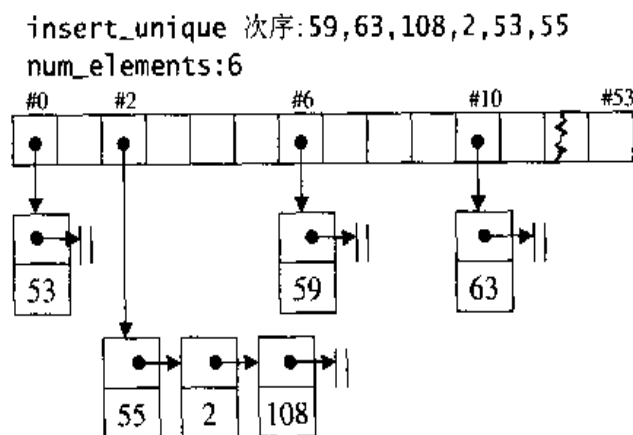 insert_unique 次序:59,63,108,2,53,55
num_elements:6
#0 #2 #6 #10 #53
53 59 63
55 2 108